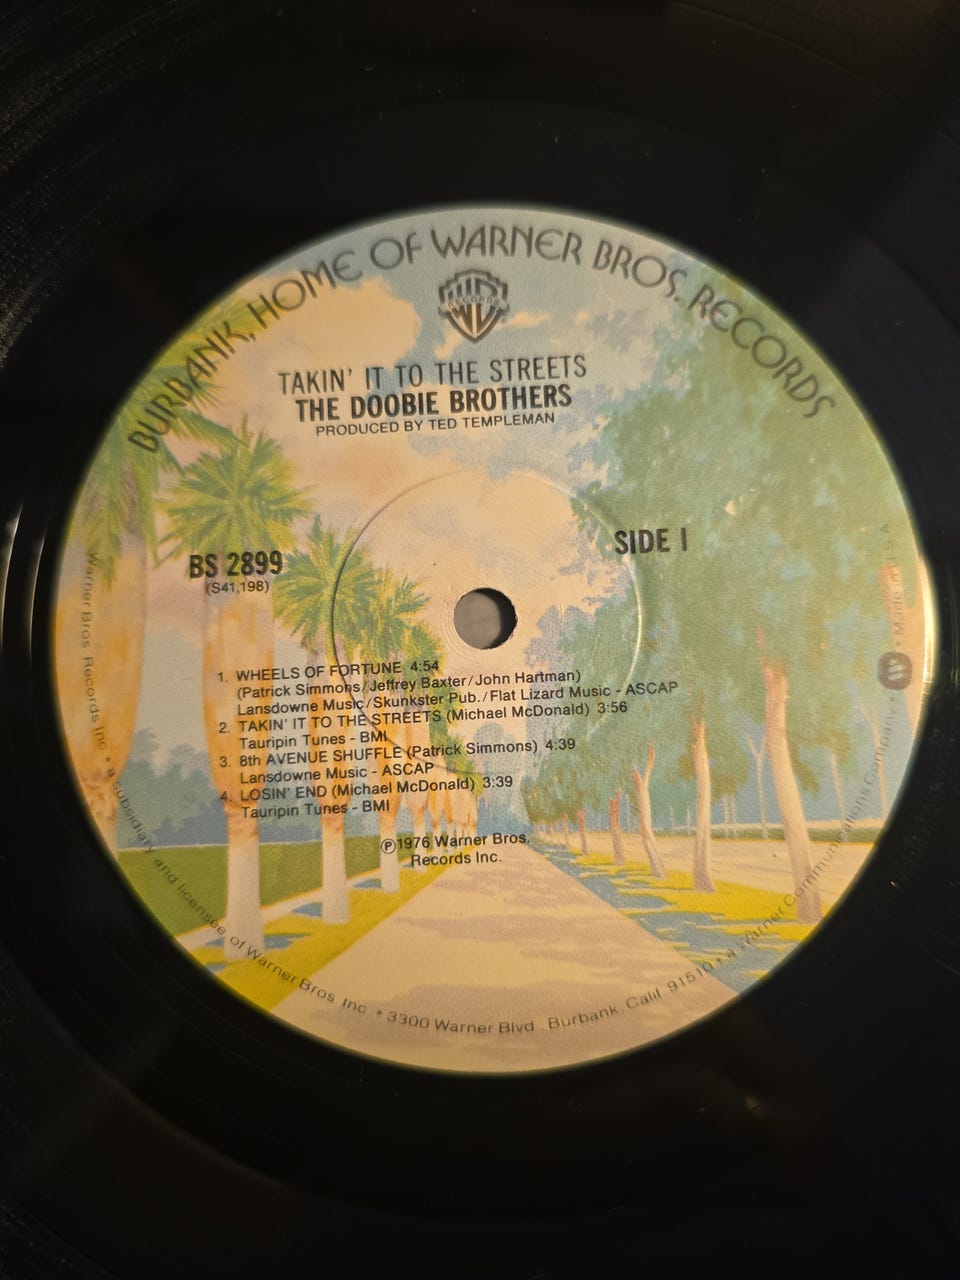 BURBANK, HOME OF WARNER BROS. RECORDS
WB
RECORDS
TAKIN' IT TO THE STREETS
THE DOOBIE BROTHERS
PRODUCED BY TED TEMPLEMAN
BS 2899
(S41,198)
SIDE 1
1. WHEELS OF FORTUNE 4:54
(Patrick Simmons/Jeffrey Baxter/John Hartman)
Lansdowne Music/Skunkster Pub./Flat Lizard Music - ASCAP
2. TAKIN' IT TO THE STREETS (Michael McDonald) 3:56
Tauripin Tunes - BMI
3. 8th AVENUE SHUFFLE (Patrick Simmons) 4:39
Lansdowne Music - ASCAP
4. LOSIN' END (Michael McDonald) 3:39
Tauripin Tunes - BMI
Ⓟ1976 Warner Bros.
Records Inc.
Warner Bros Records Inc • a subsidiary and licensee of Warner Bros. Inc • 3300 Warner Blvd Burbank, Calif 91510 • a Warner Communications Company • Made in U.S.A.